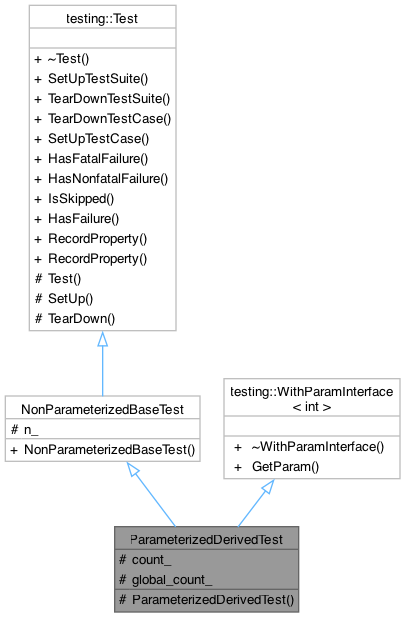 testing::Test
+ ~Test()
+ SetUpTestSuite()
+ TearDownTestSuite()
+ TearDownTestCase()
+ SetUpTestCase()
+ HasFatalFailure()
+ HasNonfatalFailure()
+ IsSkipped()
+ HasFailure()
+ RecordProperty()
+ RecordProperty()
# Test()
# SetUp()
# TearDown()
NonParameterizedBaseTest
# n_
+ NonParameterizedBaseTest()
testing::WithParamInterface
< int >
+ ~WithParamInterface()
+ GetParam()
ParameterizedDerivedTest
# count_
# global_count_
# ParameterizedDerivedTest()